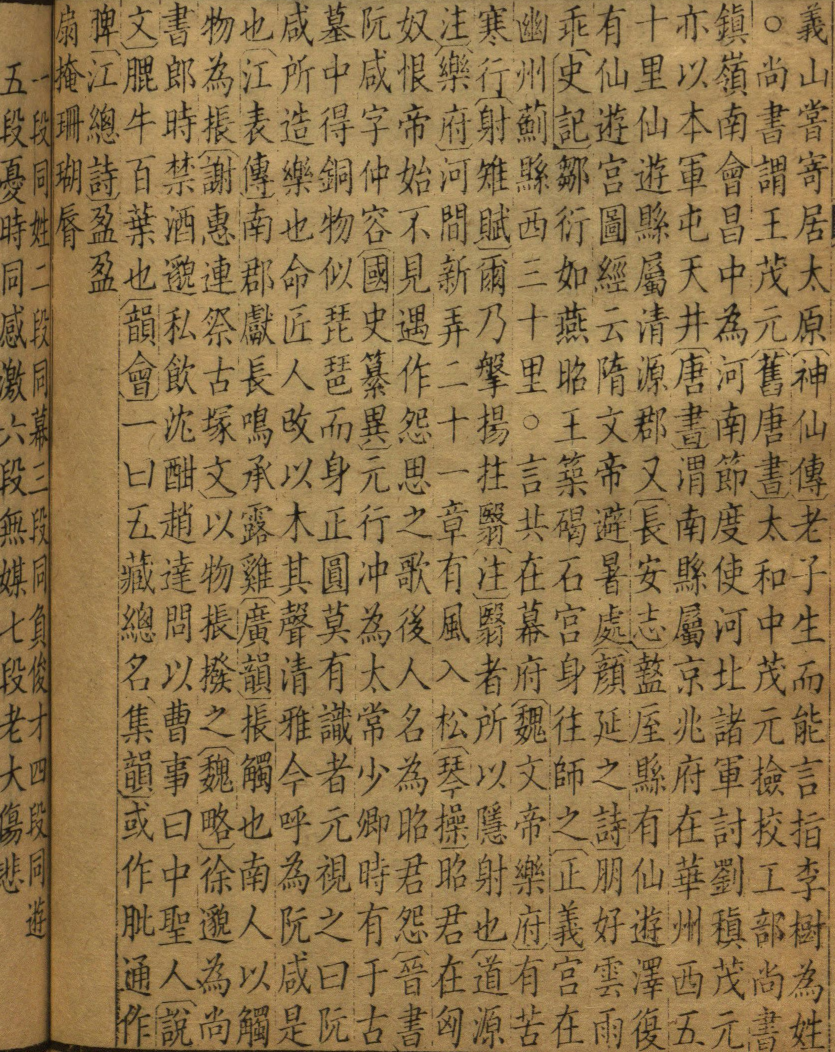 義山嘗寄居太原神仙傳老子生而能言指李樹為姓
○尚書謂王茂元舊唐書太和中茂元檢校工部尚書
鎮嶺南會昌中為河南節度使河北諸軍討劉稹茂元
亦以本軍屯天井唐書渭南縣屬京兆府在華州西五
十里仙遊縣屬清源郡又長安志盩厔縣有仙遊澤復
有仙遊宮圖經云隋文帝避暑處顏延之詩朋好雲雨
乖史記鄒衍如燕昭王築碣石宮身往師之正義宮在
幽州薊縣西三十里○言共在幕府魏文帝樂府有苦
寒行射雉賦爾乃擎揚拄翳注翳者所以隱射也道源
注樂府河間新弄二十一章有風入松琴操昭君在匈
奴恨帝始不見遇作怨思之歌後人名為昭君怨晉書
阮咸字仲容國史纂異元行冲為太常少卿時有于古
墓中得銅物似琵琶而身正圓莫有識者元視之曰阮
咸所造樂也命匠人改以木其聲清雅今呼為阮咸是
也江表傳南郡獻長鳴承露雞廣韻振觸也南人以觸
物為振謝惠連祭古塚文以物振撥之魏略徐邈為尚
書郎時禁酒邈私飲沈酣趙達問以曹事曰中聖人說
文膍牛百葉也韻會一曰五藏總名集韻或作肶通作
脾江總詩盈盈
扇掩珊瑚脣
一段同姓二段同幕三段同負俊才四段同遊
五段憂時同感激六段無媒七段老大傷悲